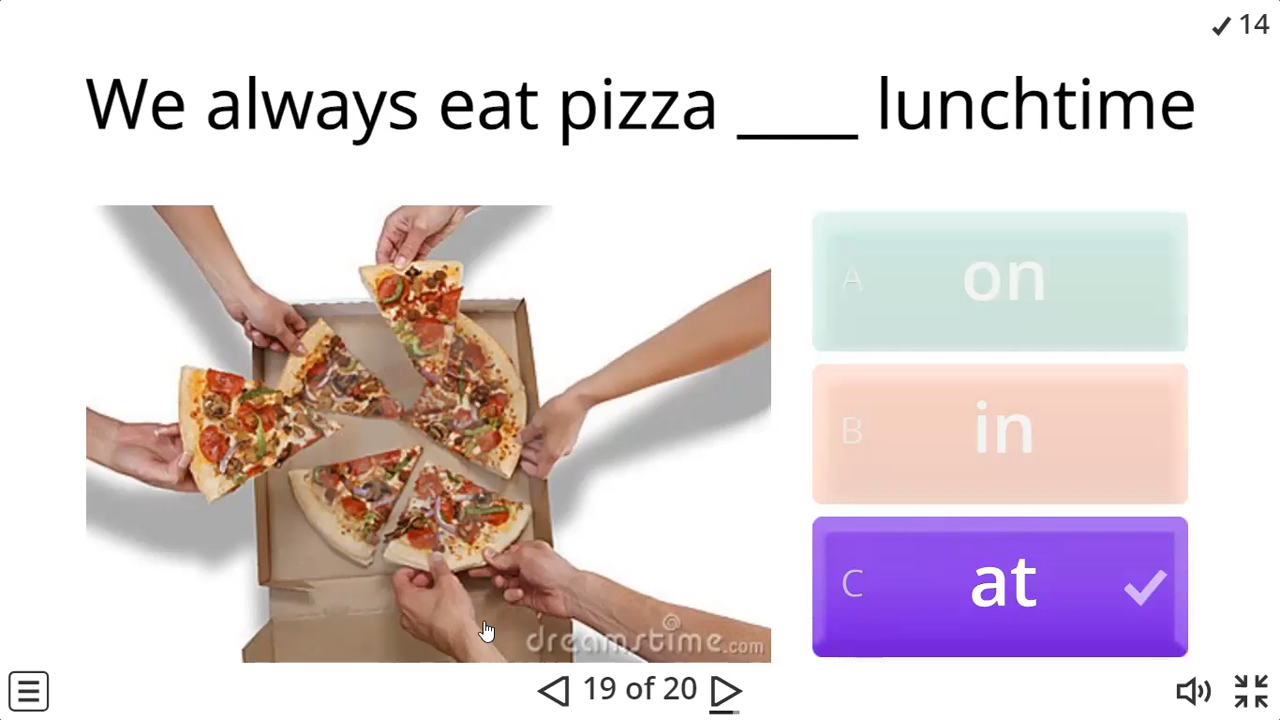 14
We always eat pizza ____ lunchtime
A on
B in
C at
dreamstime.com
19 of 20